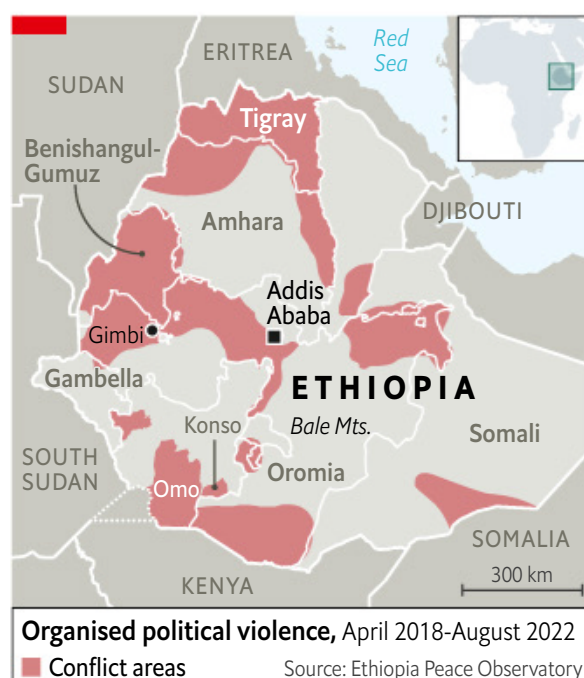 ERITREA
Red
Sea
SUDAN
Tigray
Benishangul-
Gumuz
Amhara
DJIBOUTI
Addis
Ababa
Gimbi
ETHIOPIA
Gambella
Bale Mts.
Konso
Somali
SOUTH
SUDAN
Oromia
Omo
SOMALIA
300 km
KENYA
Organised political violence, April 2018-August 2022
Conflict areas
Source: Ethiopia Peace Observatory